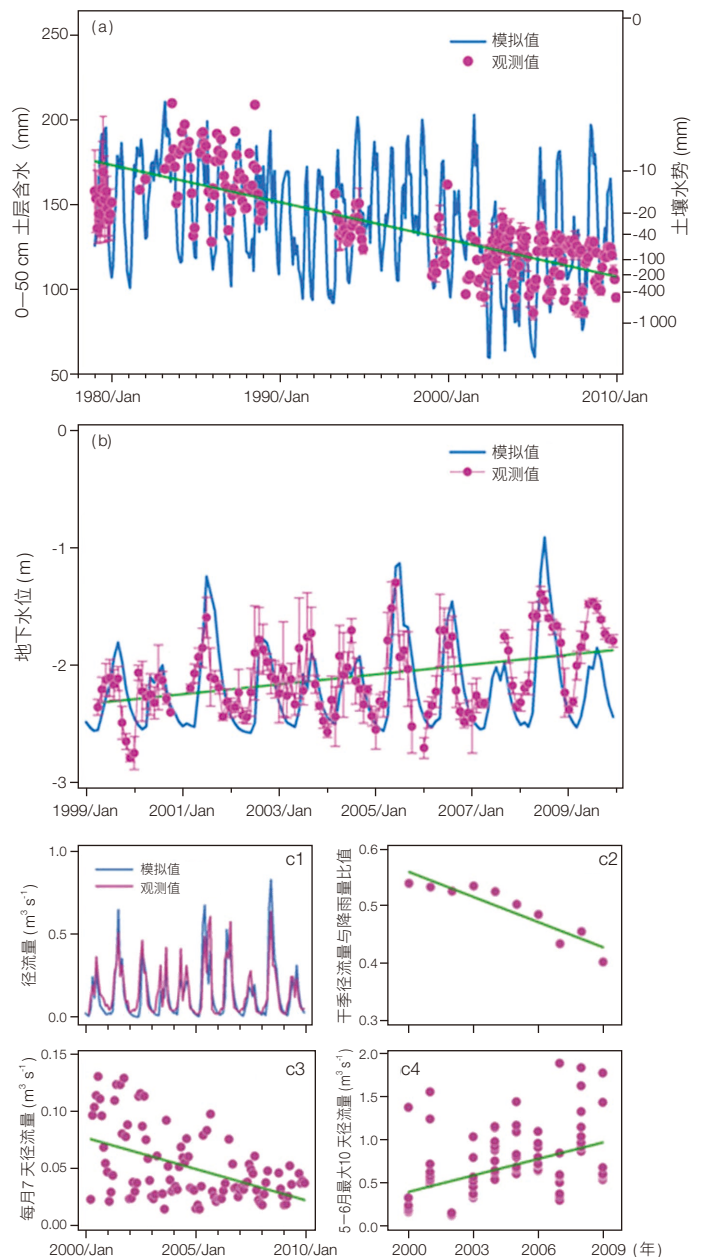 (a)
模拟值
观测值
250
200
150
100
50
0
-10
-20
-40
-100
-200
-400
-1 000
0—50 cm 土层含水 (mm)
土壤水势 (mm)
1980/Jan 1990/Jan 2000/Jan 2010/Jan
(b)
模拟值
观测值
0
-1
-2
-3
地下水位 (m)
1999/Jan 2001/Jan 2003/Jan 2005/Jan 2007/Jan 2009/Jan
c1
模拟值
观测值
1.0
0.5
0.0
径流量 (m³ s⁻¹)
c2
0.6
0.5
0.4
0.3
干季径流量与降雨量比值
c3
0.15
0.10
0.05
0.00
每月7 天径流量 (m³ s⁻¹)
2000/Jan 2005/Jan 2010/Jan
c4
2.0
1.5
1.0
0.5
0.0
5—6月最大10 天径流量 (m³ s⁻¹)
2000 2003 2006 2009 (年)